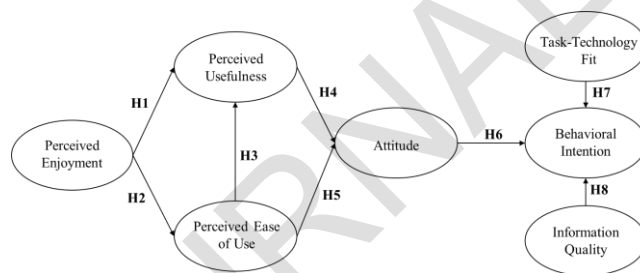 Perceived
Usefulness
Task-Technology
Fit
H1
H4
H7
Perceived
Enjoyment
H3
Attitude
H6
Behavioral
Intention
H2
H5
H8
Perceived Ease
of Use
Information
Quality